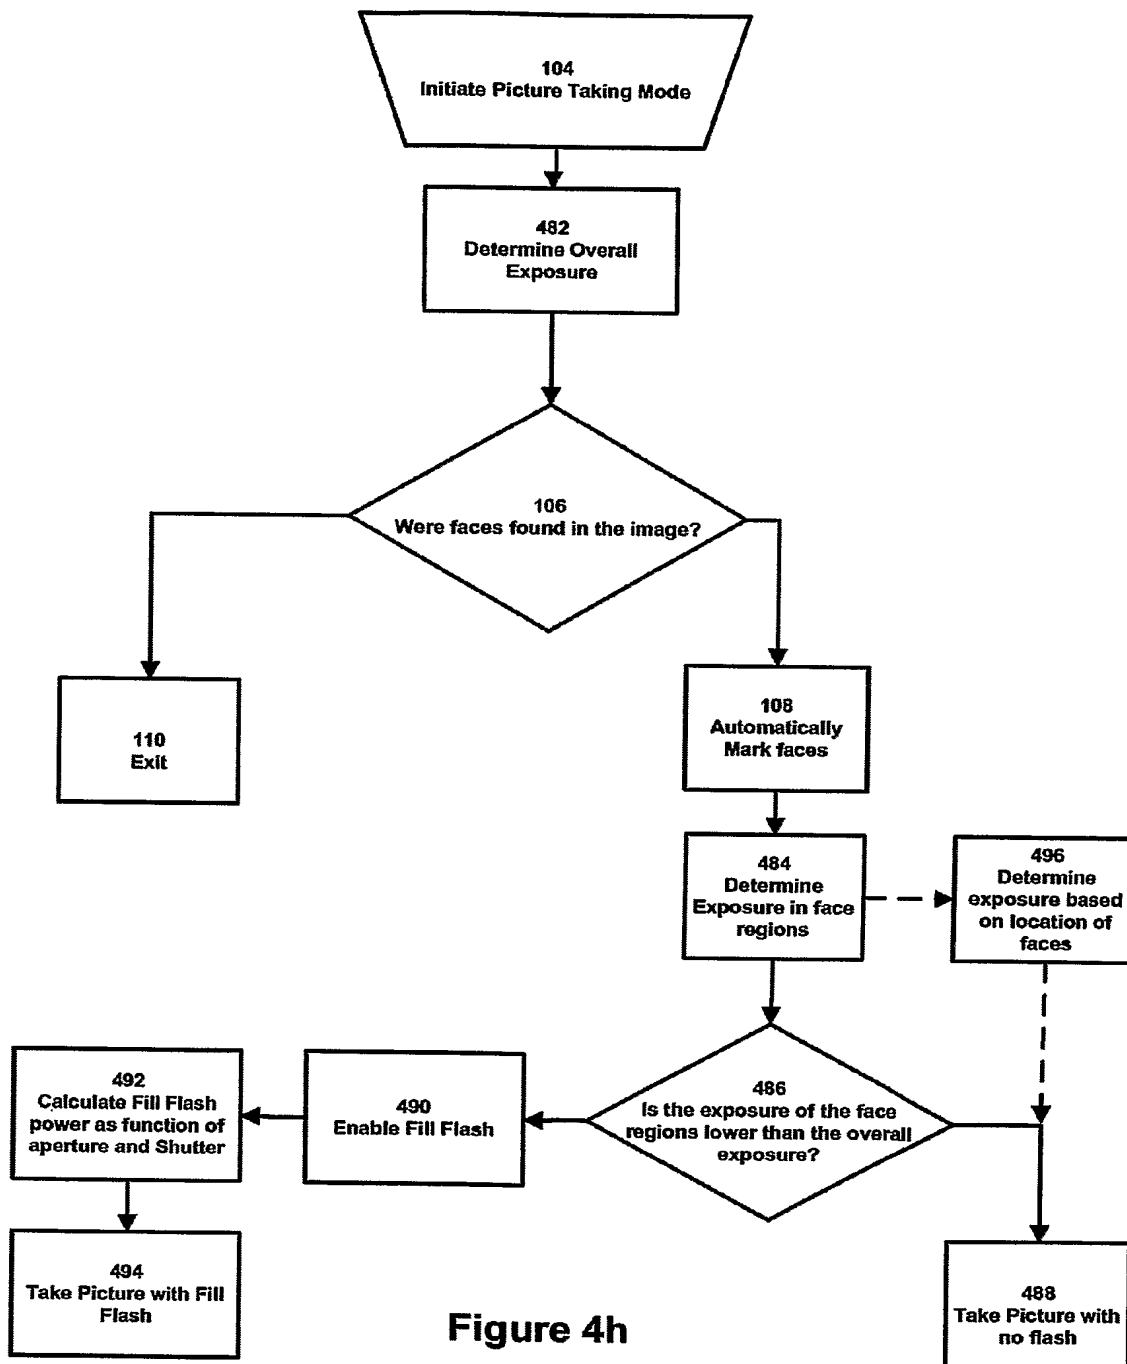 104
Initiate Picture Taking Mode
482
Determine Overall
Exposure
106
Were faces found in the image?
110
Exit
108
Automatically
Mark faces
484
Determine
Exposure in face
regions
496
Determine
exposure based
on location of
faces
486
Is the exposure of the face
regions lower than the overall
exposure?
490
Enable Fill Flash
492
Calculate Fill Flash
power as function of
aperture and Shutter
494
Take Picture with Fill
Flash
488
Take Picture with
no flash
Figure 4h